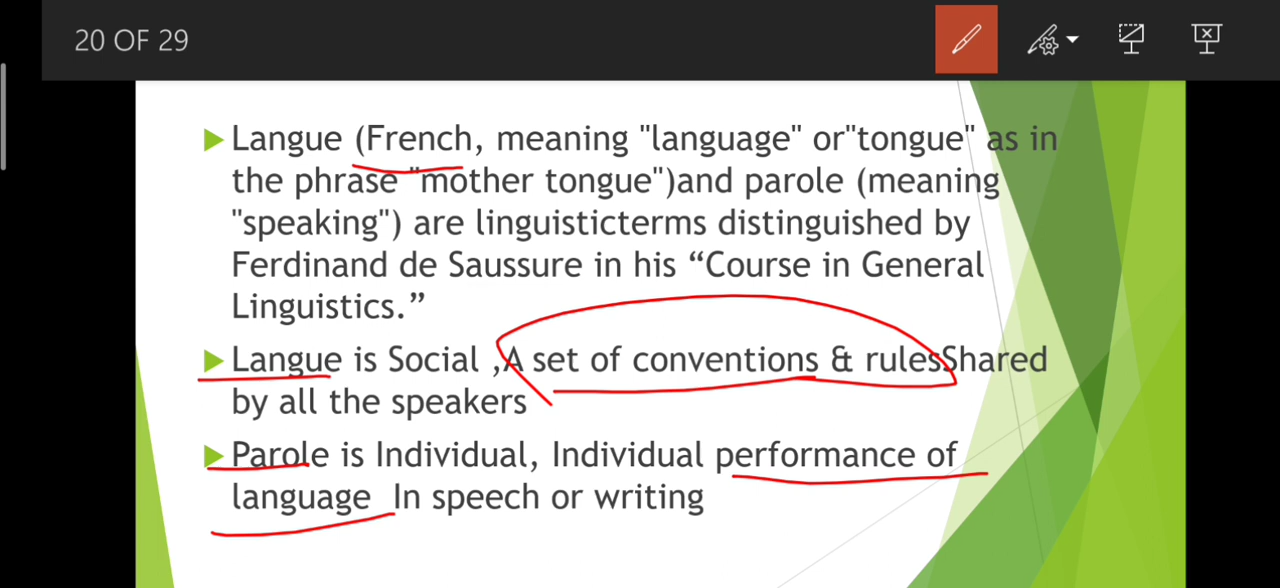 20 OF 29
Langue (French, meaning "language" or"tongue" as in
the phrase "mother tongue")and parole (meaning
"speaking") are linguisticterms distinguished by
Ferdinand de Saussure in his “Course in General
Linguistics.”
Langue is Social ,A set of conventions & rulesShared
by all the speakers
Parole is Individual, Individual performance of
language In speech or writing